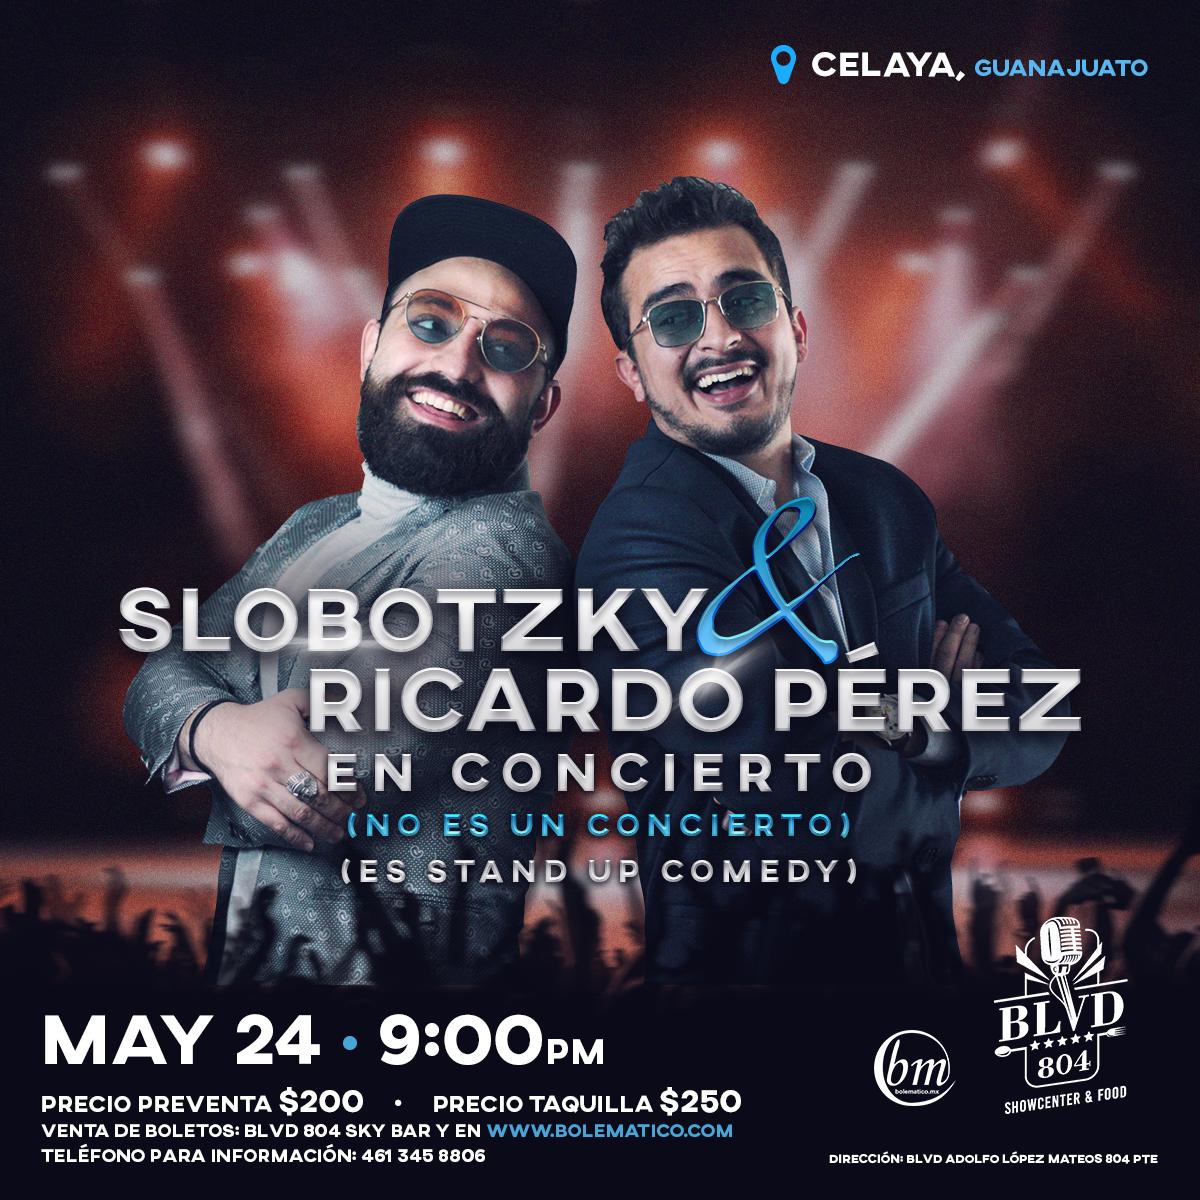 CELAYA, GUANAJUATO
SLOBOTZKY &
RICARDO PÉREZ
EN CONCIERTO
(NO ES UN CONCIERTO)
(ES STAND UP COMEDY)
MAY 24 • 9:00PM
PRECIO PREVENTA $200 • PRECIO TAQUILLA $250
VENTA DE BOLETOS: BLVD 804 SKY BAR Y EN WWW.BOLEMATICO.COM
TELÉFONO PARA INFORMACIÓN: 461 345 8806
bm
bolematico.mx
BLVD
804
SHOWCENTER & FOOD
DIRECCIÓN: BLVD ADOLFO LÓPEZ MATEOS 804 PTE